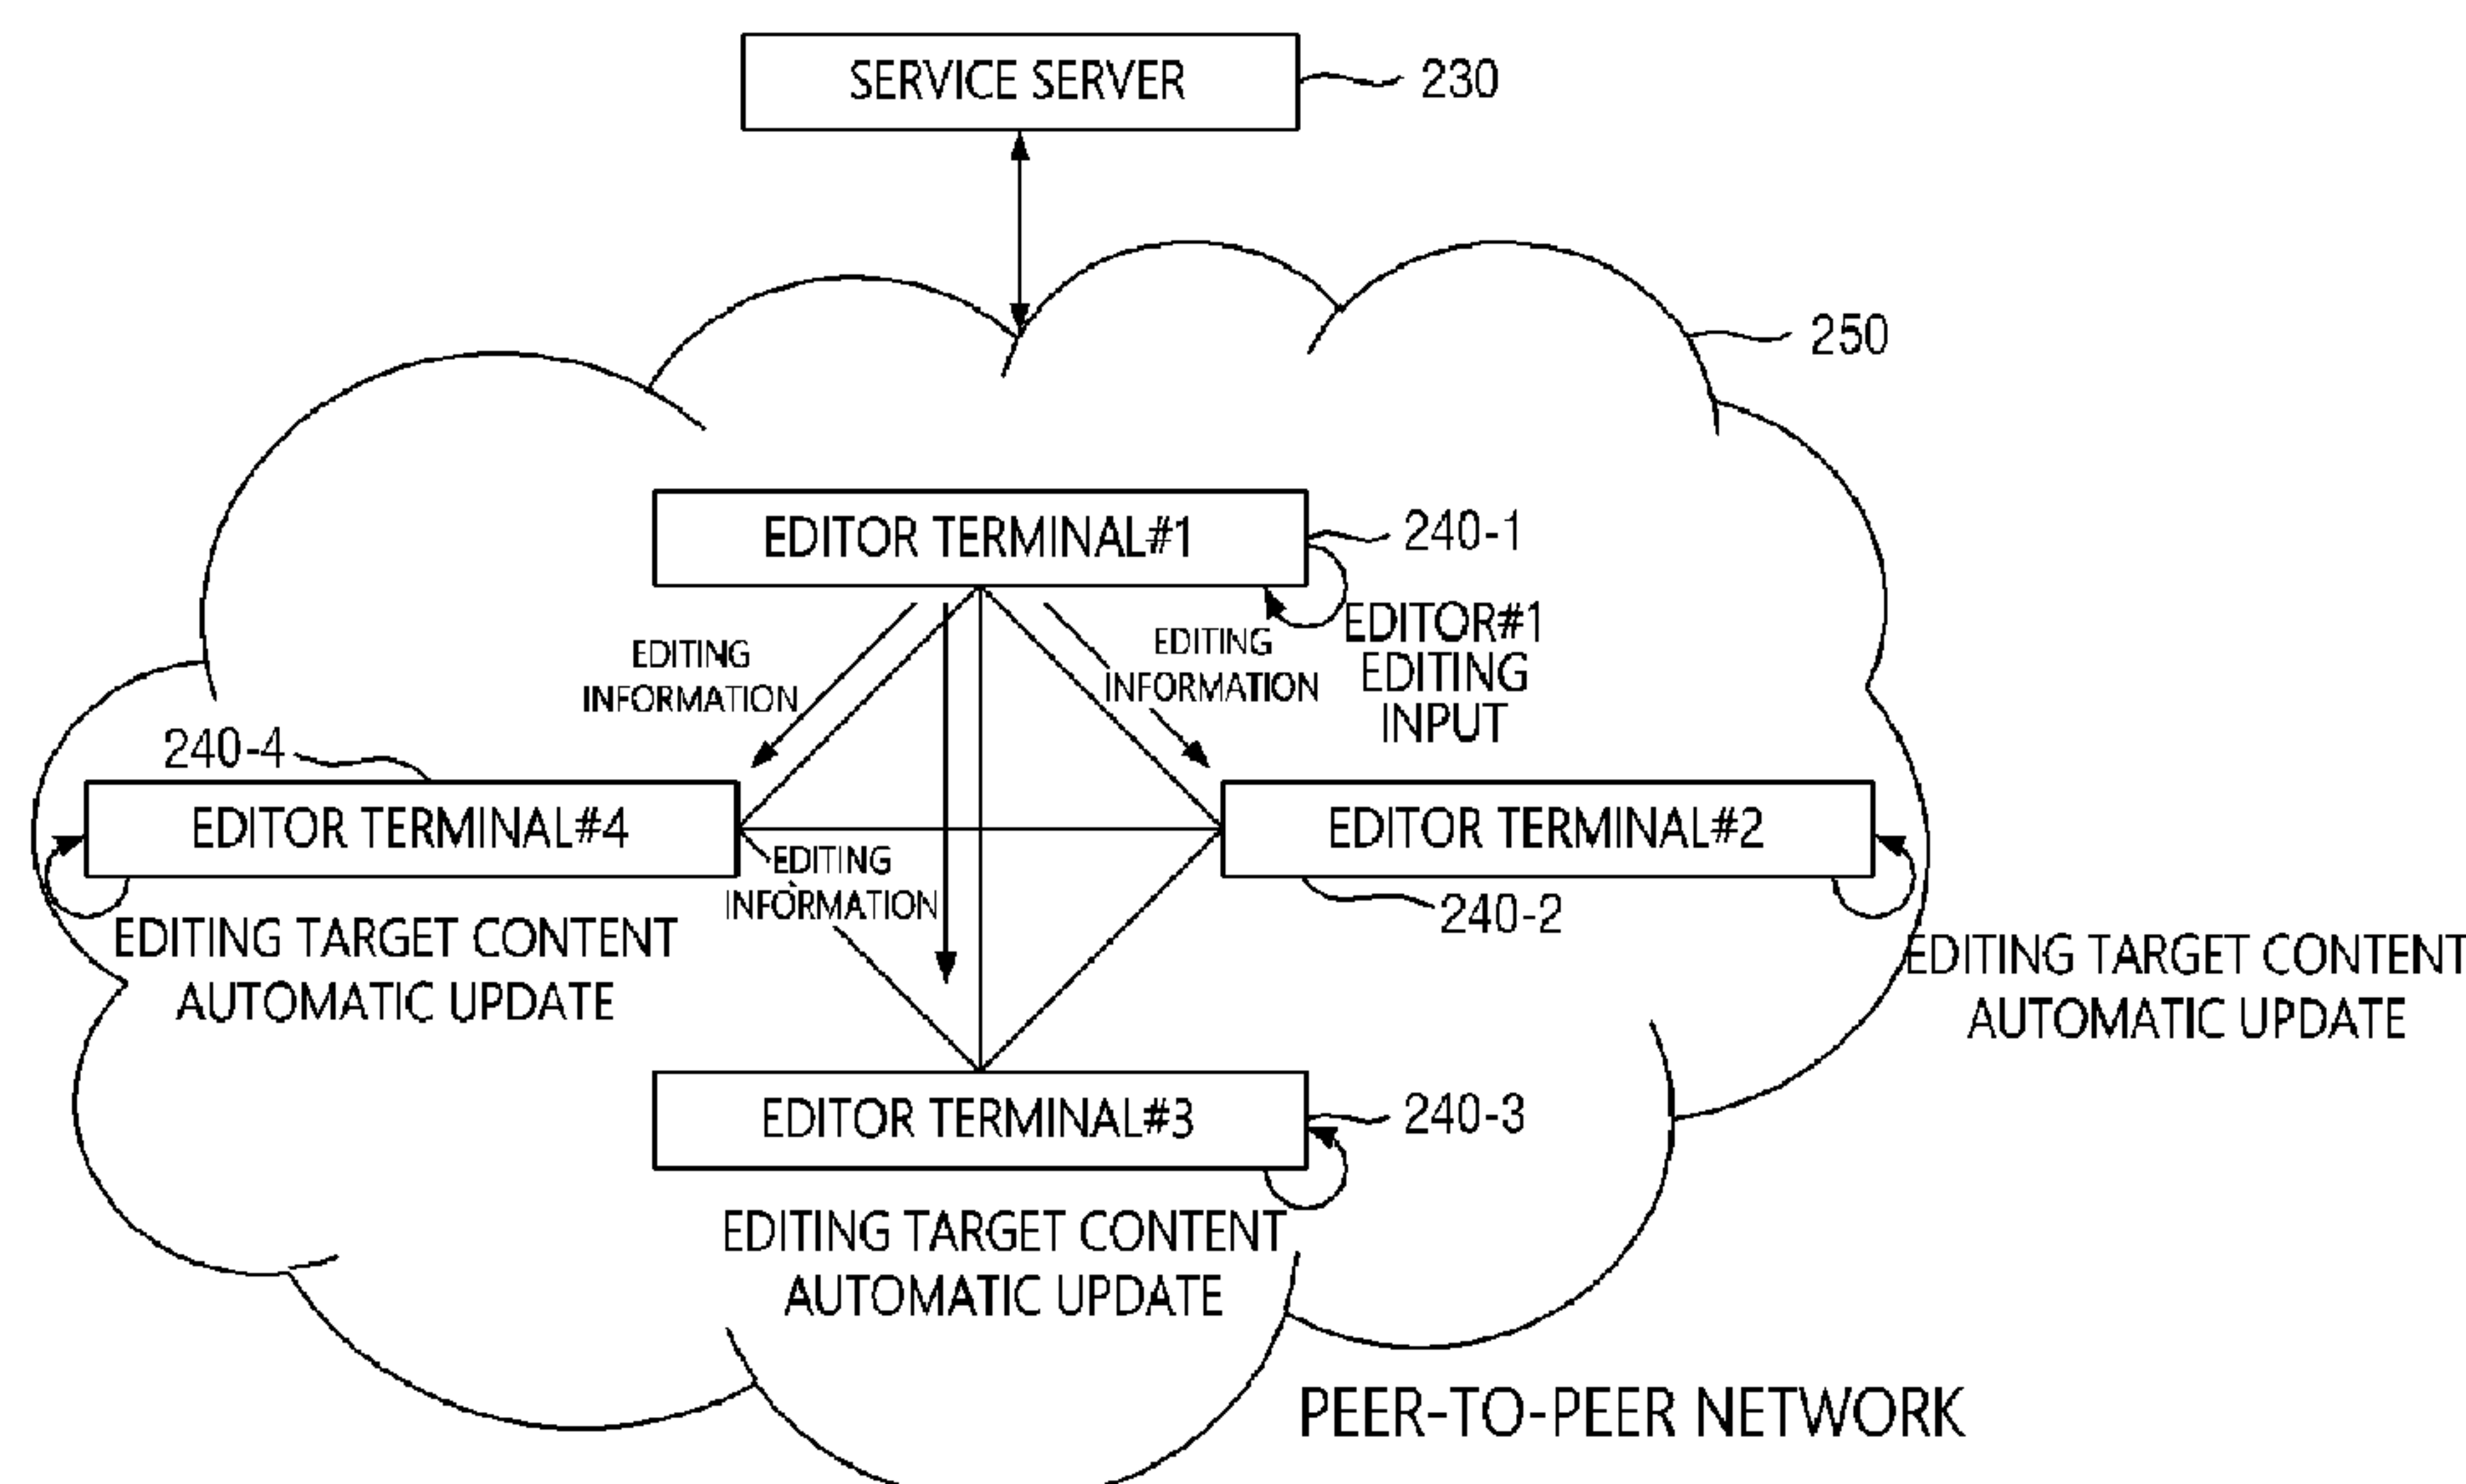 SERVICE SERVER
230
250
EDITOR TERMINAL#1
240-1
EDITOR#1
EDITING
INPUT
EDITING
INFORMATION
EDITING
INFORMATION
240-4
EDITOR TERMINAL#4
EDITOR TERMINAL#2
EDITING
INFORMATION
240-2
EDITING TARGET CONTENT
AUTOMATIC UPDATE
EDITING TARGET CONTENT
AUTOMATIC UPDATE
EDITOR TERMINAL#3
240-3
EDITING TARGET CONTENT
AUTOMATIC UPDATE
PEER-TO-PEER NETWORK